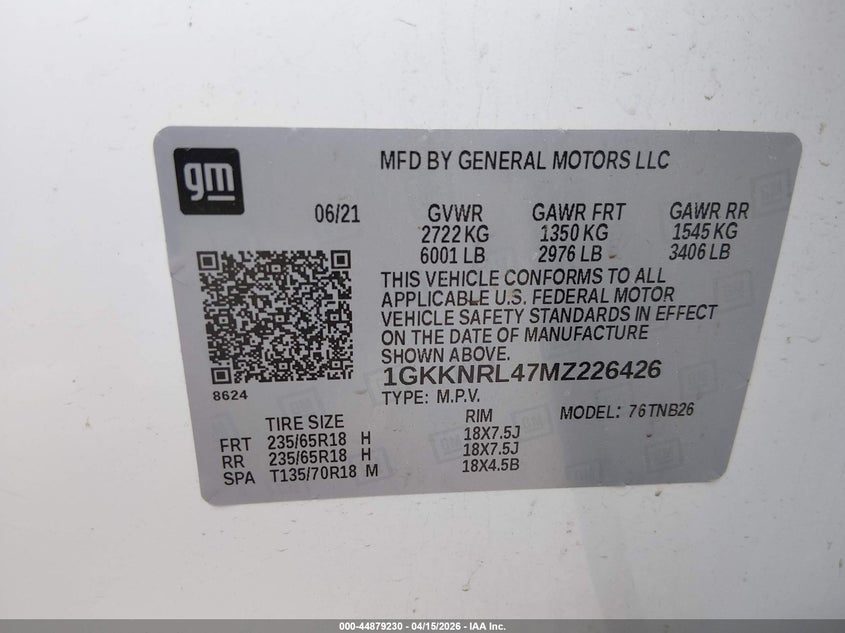 gm
MFD BY GENERAL MOTORS LLC
06/21 GVWR GAWR FRT GAWR RR
2722 KG 1350 KG 1545 KG
6001 LB 2976 LB 3406 LB
THIS VEHICLE CONFORMS TO ALL
APPLICABLE U.S. FEDERAL MOTOR
VEHICLE SAFETY STANDARDS IN EFFECT
ON THE DATE OF MANUFACTURE
SHOWN ABOVE.
1GKKNRL47MZ226426
8624
TYPE: M.P.V. MODEL: 76TNB26
TIRE SIZE RIM
FRT 235/65R18 H 18X7.5J
RR 235/65R18 H 18X7.5J
SPA T135/70R18 M 18X4.5B
000-44879230 - 04/15/2026 - IAA Inc.